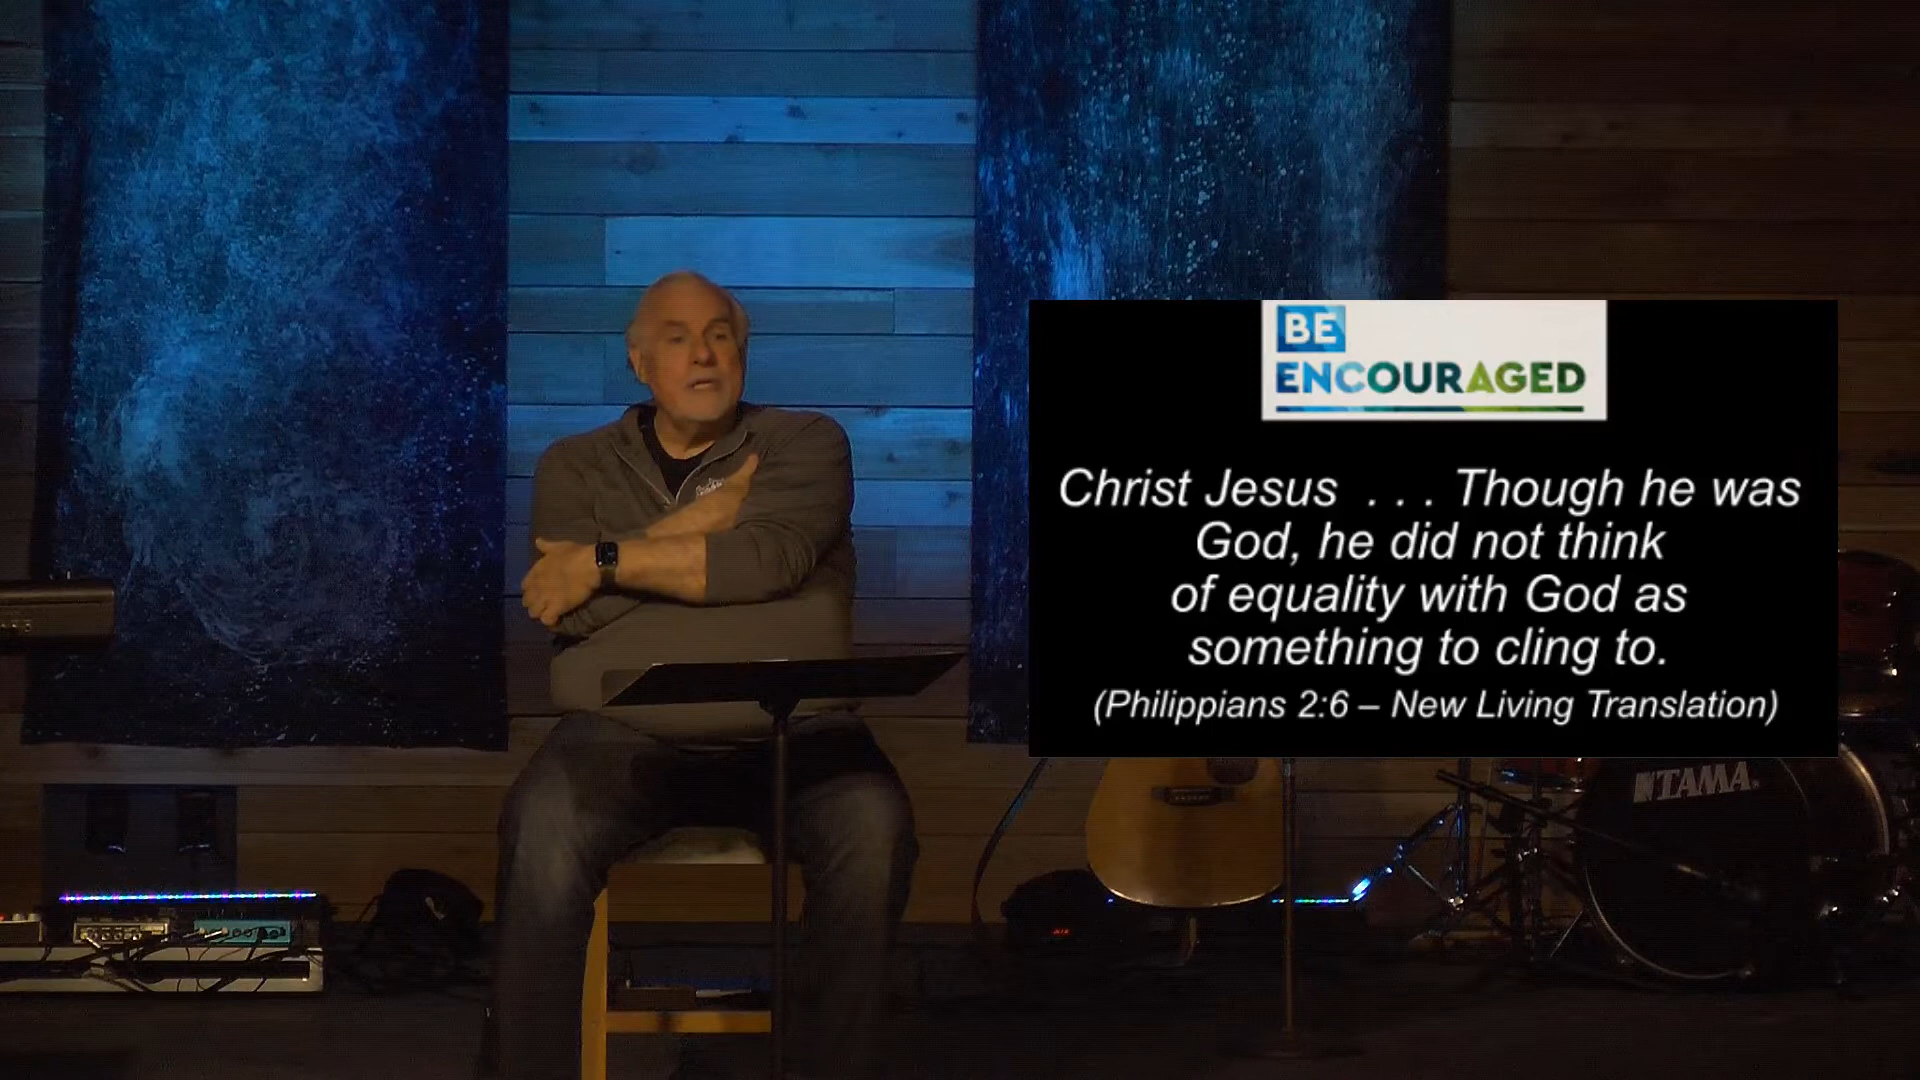 BE
ENCOURAGED
Christ Jesus . . . Though he was
God, he did not think
of equality with God as
something to cling to.
(Philippians 2:6 – New Living Translation)
TAMA